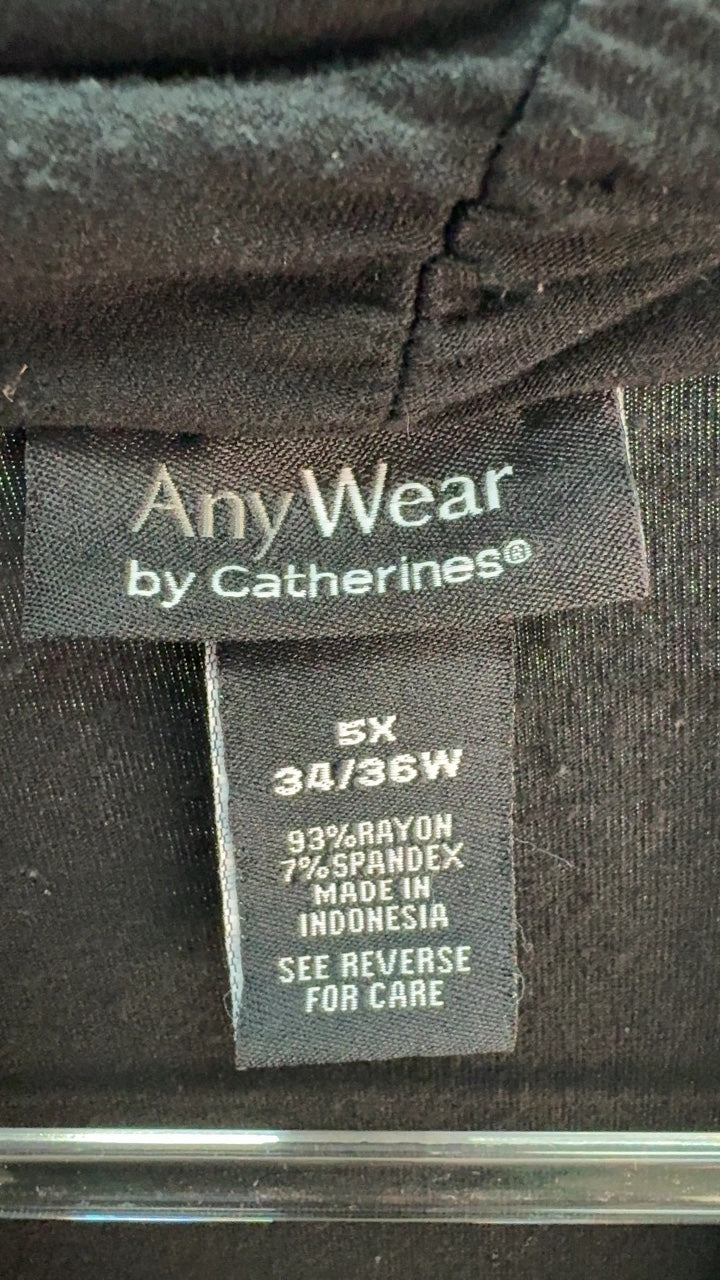 AnyWear
by Catherines®
5X
34/36W
93%RAYON
7%SPANDEX
MADE IN
INDONESIA
SEE REVERSE
FOR CARE